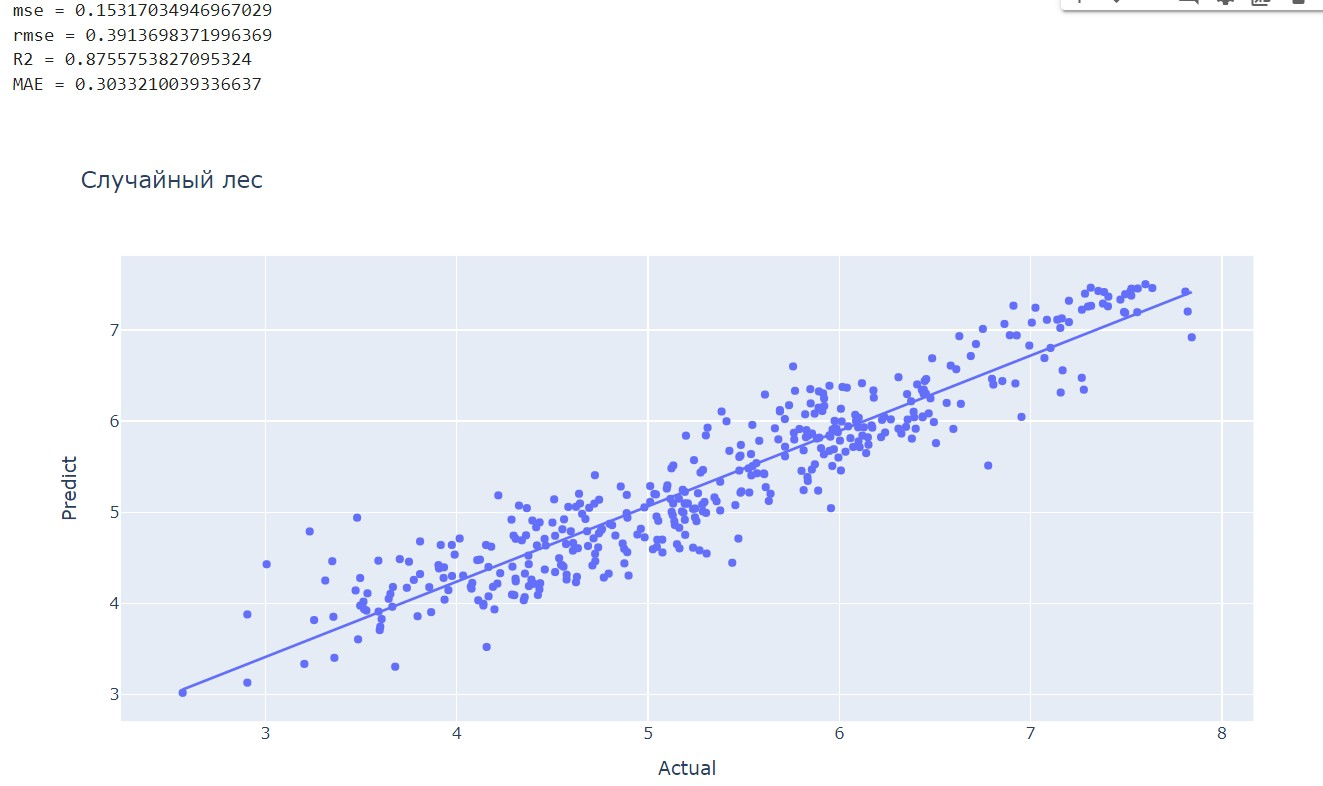 mse = 0.15317034946967029
rmse = 0.3913698371996369
R2 = 0.8755753827095324
MAE = 0.3033210039336637
Случайный лес
7
6
5
4
3
Predict
3 4 5 6 7 8
Actual